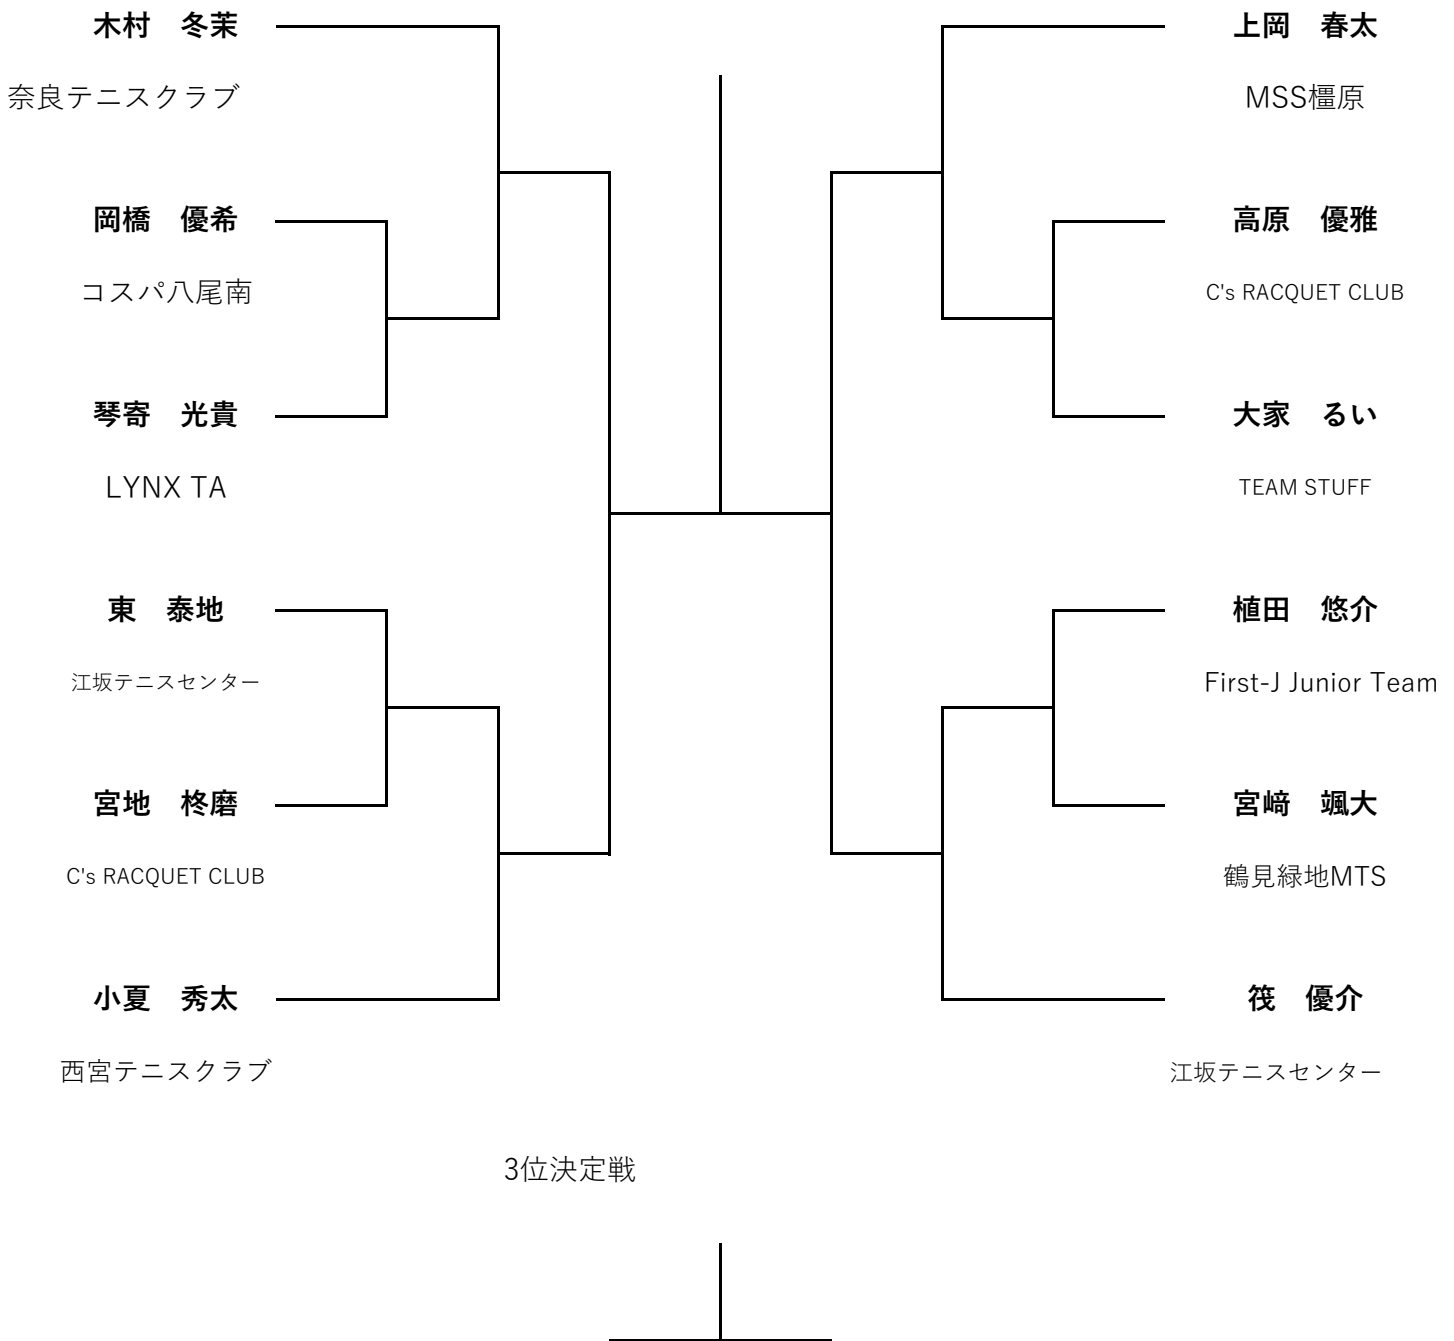 木村　冬茉
奈良テニスクラブ
岡橋　優希
コスパ八尾南
琴寄　光貴
LYNX TA
東　泰地
江坂テニスセンター
宮地　柊磨
C's RACQUET CLUB
小夏　秀太
西宮テニスクラブ
上岡　春太
MSS橿原
高原　優雅
C's RACQUET CLUB
大家　るい
TEAM STUFF
植田　悠介
First-J Junior Team
宮﨑　颯大
鶴見緑地MTS
筏　優介
江坂テニスセンター
3位決定戦